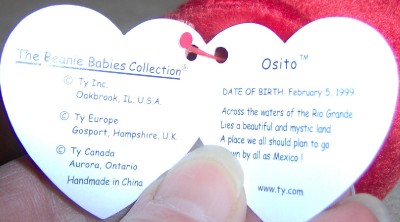 The Beanie Babies Collection®
© Ty Inc.
Oakbrook, IL. U.S.A.
© Ty Europe
Gosport, Hampshire, U.K.
© Ty Canada
Aurora, Ontario
Handmade in China
Osito™
DATE OF BIRTH: February 5, 1999
Across the waters of the Rio Grande
Lies a beautiful and mystic land
A place we all should plan to go
by all as Mexico !
www.ty.com